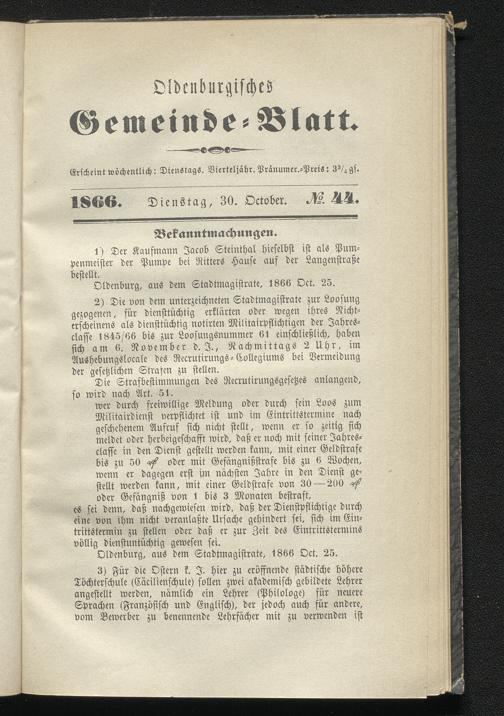 Oldenburgisches
Gemeinde-Blatt.
Erscheint wöchentlich: Dienstags. Vierteljähr. Pränumer.-Preis: 3¾ gs.
1866. Dienstag, 30. October. № 44.
Bekanntmachungen.
1) Der Kaufmann Jacob Steinthal hieselbst ist als Pum-
penmeister der Pumpe bei Ritters Hause auf der Langenstraße
bestellt.
Oldenburg, aus dem Stadtmagistrate, 1866 Oct. 25.
2) Die von dem unterzeichneten Stadtmagistrate zur Loosung
gezogenen, für diensttüchtig erklärten oder wegen ihres Nicht-
erscheinens als diensttüchtig notirten Militairpflichtigen der Jahres-
classe 1845/66 bis zur Loosungsnummer 61 einschließlich, haben
sich am 6. November d. J., Nachmittags 2 Uhr, im
Aushebungslocale des Recrutirungs-Collegiums bei Vermeidung
der gesetzlichen Strafen zu stellen.
Die Strafbestimmungen des Recrutirungsgesetzes anlangend,
so wird nach Art. 51.
wer durch freiwillige Meldung oder durch sein Loos zum
Militairdienst verpflichtet ist und im Eintrittstermine nach
geschehenem Aufruf sich nicht stellt, wenn er so zeitig sich
meldet oder herbeigeschafft wird, daß er noch mit seiner Jahres-
classe in den Dienst gestellt werden kann, mit einer Geldstrafe
bis zu 50 ₰ oder mit Gefängnißstrafe bis zu 6 Wochen,
wenn er dagegen erst im nächsten Jahre in den Dienst ge-
stellt werden kann, mit einer Geldstrafe von 30—200 ₰
oder Gefängniß von 1 bis 3 Monaten bestraft,
es sei denn, daß nachgewiesen wird, daß der Dienstpflichtige durch
eine von ihm nicht veranlaßte Ursache gehindert sei, sich im Ein-
trittstermin zu stellen oder daß er zur Zeit des Eintrittstermins
völlig dienstuntüchtig gewesen sei.
Oldenburg, aus dem Stadtmagistrate, 1866 Oct. 25.
3) Für die Ostern k. J. hier zu eröffnende städtische höhere
Töchterschule (Cäcilienschule) sollen zwei akademisch gebildete Lehrer
angestellt werden, nämlich ein Lehrer (Philologe) für neuere
Sprachen (Französisch und Englisch), der jedoch auch für andere,
vom Bewerber zu benennende Lehrfächer mit zu verwenden ist